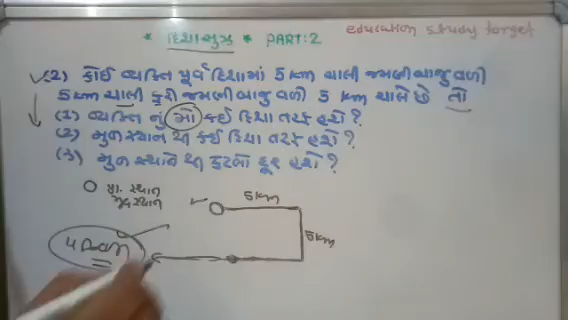 * દિશાસુઝ * PART:2
education study target
(2) કોઈ વ્યક્તિ પૂર્વ દિશામાં 5 km ચાલી જમણીબાજુ વળી
5 km ચાલી ફરી જમણીબાજુ વળી 5 km ચાલે છે તો
(1) વ્યક્તિ નું મોં કઈ દિશા તરફ હશે?
(2) મુળ સ્થાન થી કઈ દિશા તરફ હશે?
(3) મુળ સ્થાને થી કેટલો દૂર હશે?
પ્રા. સ્થાન
મુળસ્થાન
5km
5km